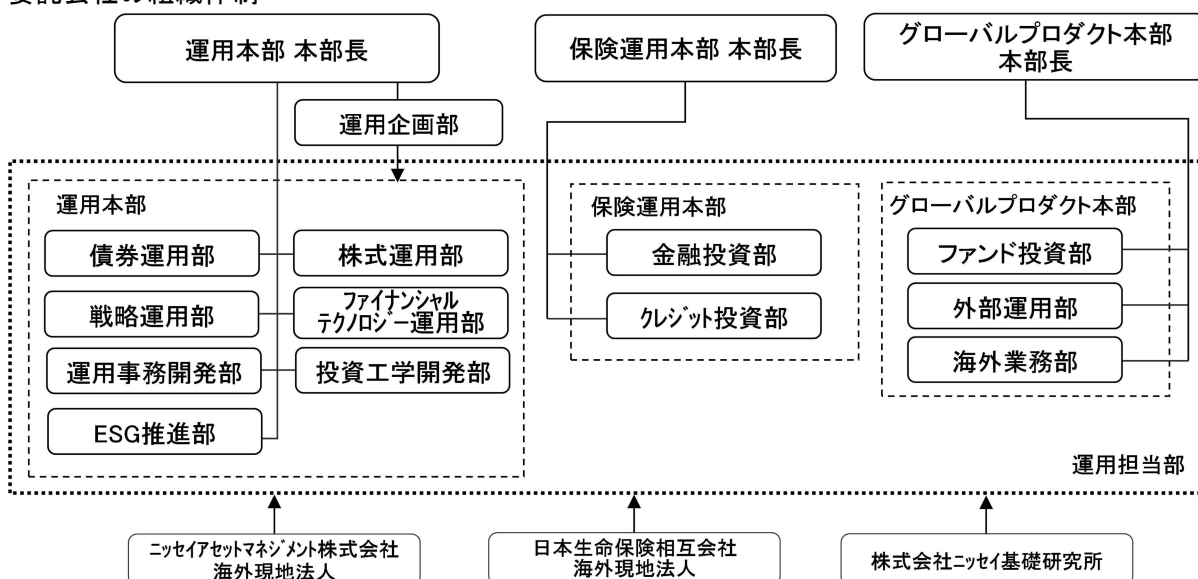 運用本部 本部長
保険運用本部 本部長
グローバルプロダクト本部
本部長
運用企画部
運用本部
債券運用部
株式運用部
戦略運用部
ファイナンシャル
テクノロジー運用部
運用事務開発部
投資工学開発部
ESG推進部
保険運用本部
金融投資部
クレジット投資部
グローバルプロダクト本部
ファンド投資部
外部運用部
海外業務部
運用担当部
ニッセイアセットマネジメント株式会社
海外現地法人
日本生命保険相互会社
海外現地法人
株式会社ニッセイ基礎研究所